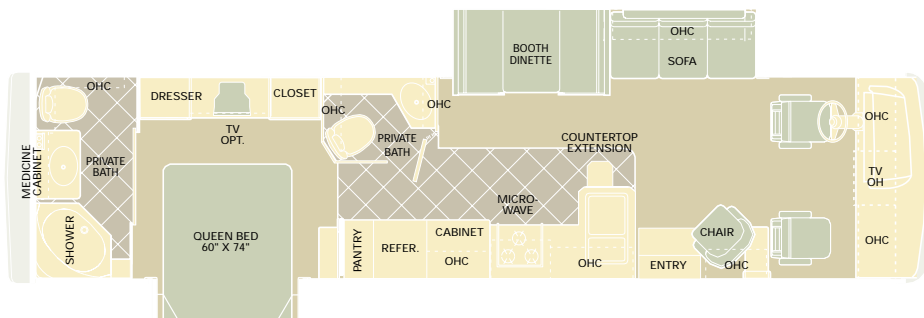 BOOTH
DINETTE
OHC
SOFA
OHC
DRESSER
CLOSET
OHC
OHC
TV
OPT.
PRIVATE
BATH
COUNTERTOP
EXTENSION
OHC
MEDICINE
CABINET
PRIVATE
BATH
TV
OH
MICRO-
WAVE
SHOWER
QUEEN BED
60" X 74"
PANTRY
REFER.
CABINET
OHC
OHC
ENTRY
CHAIR
OHC
OHC